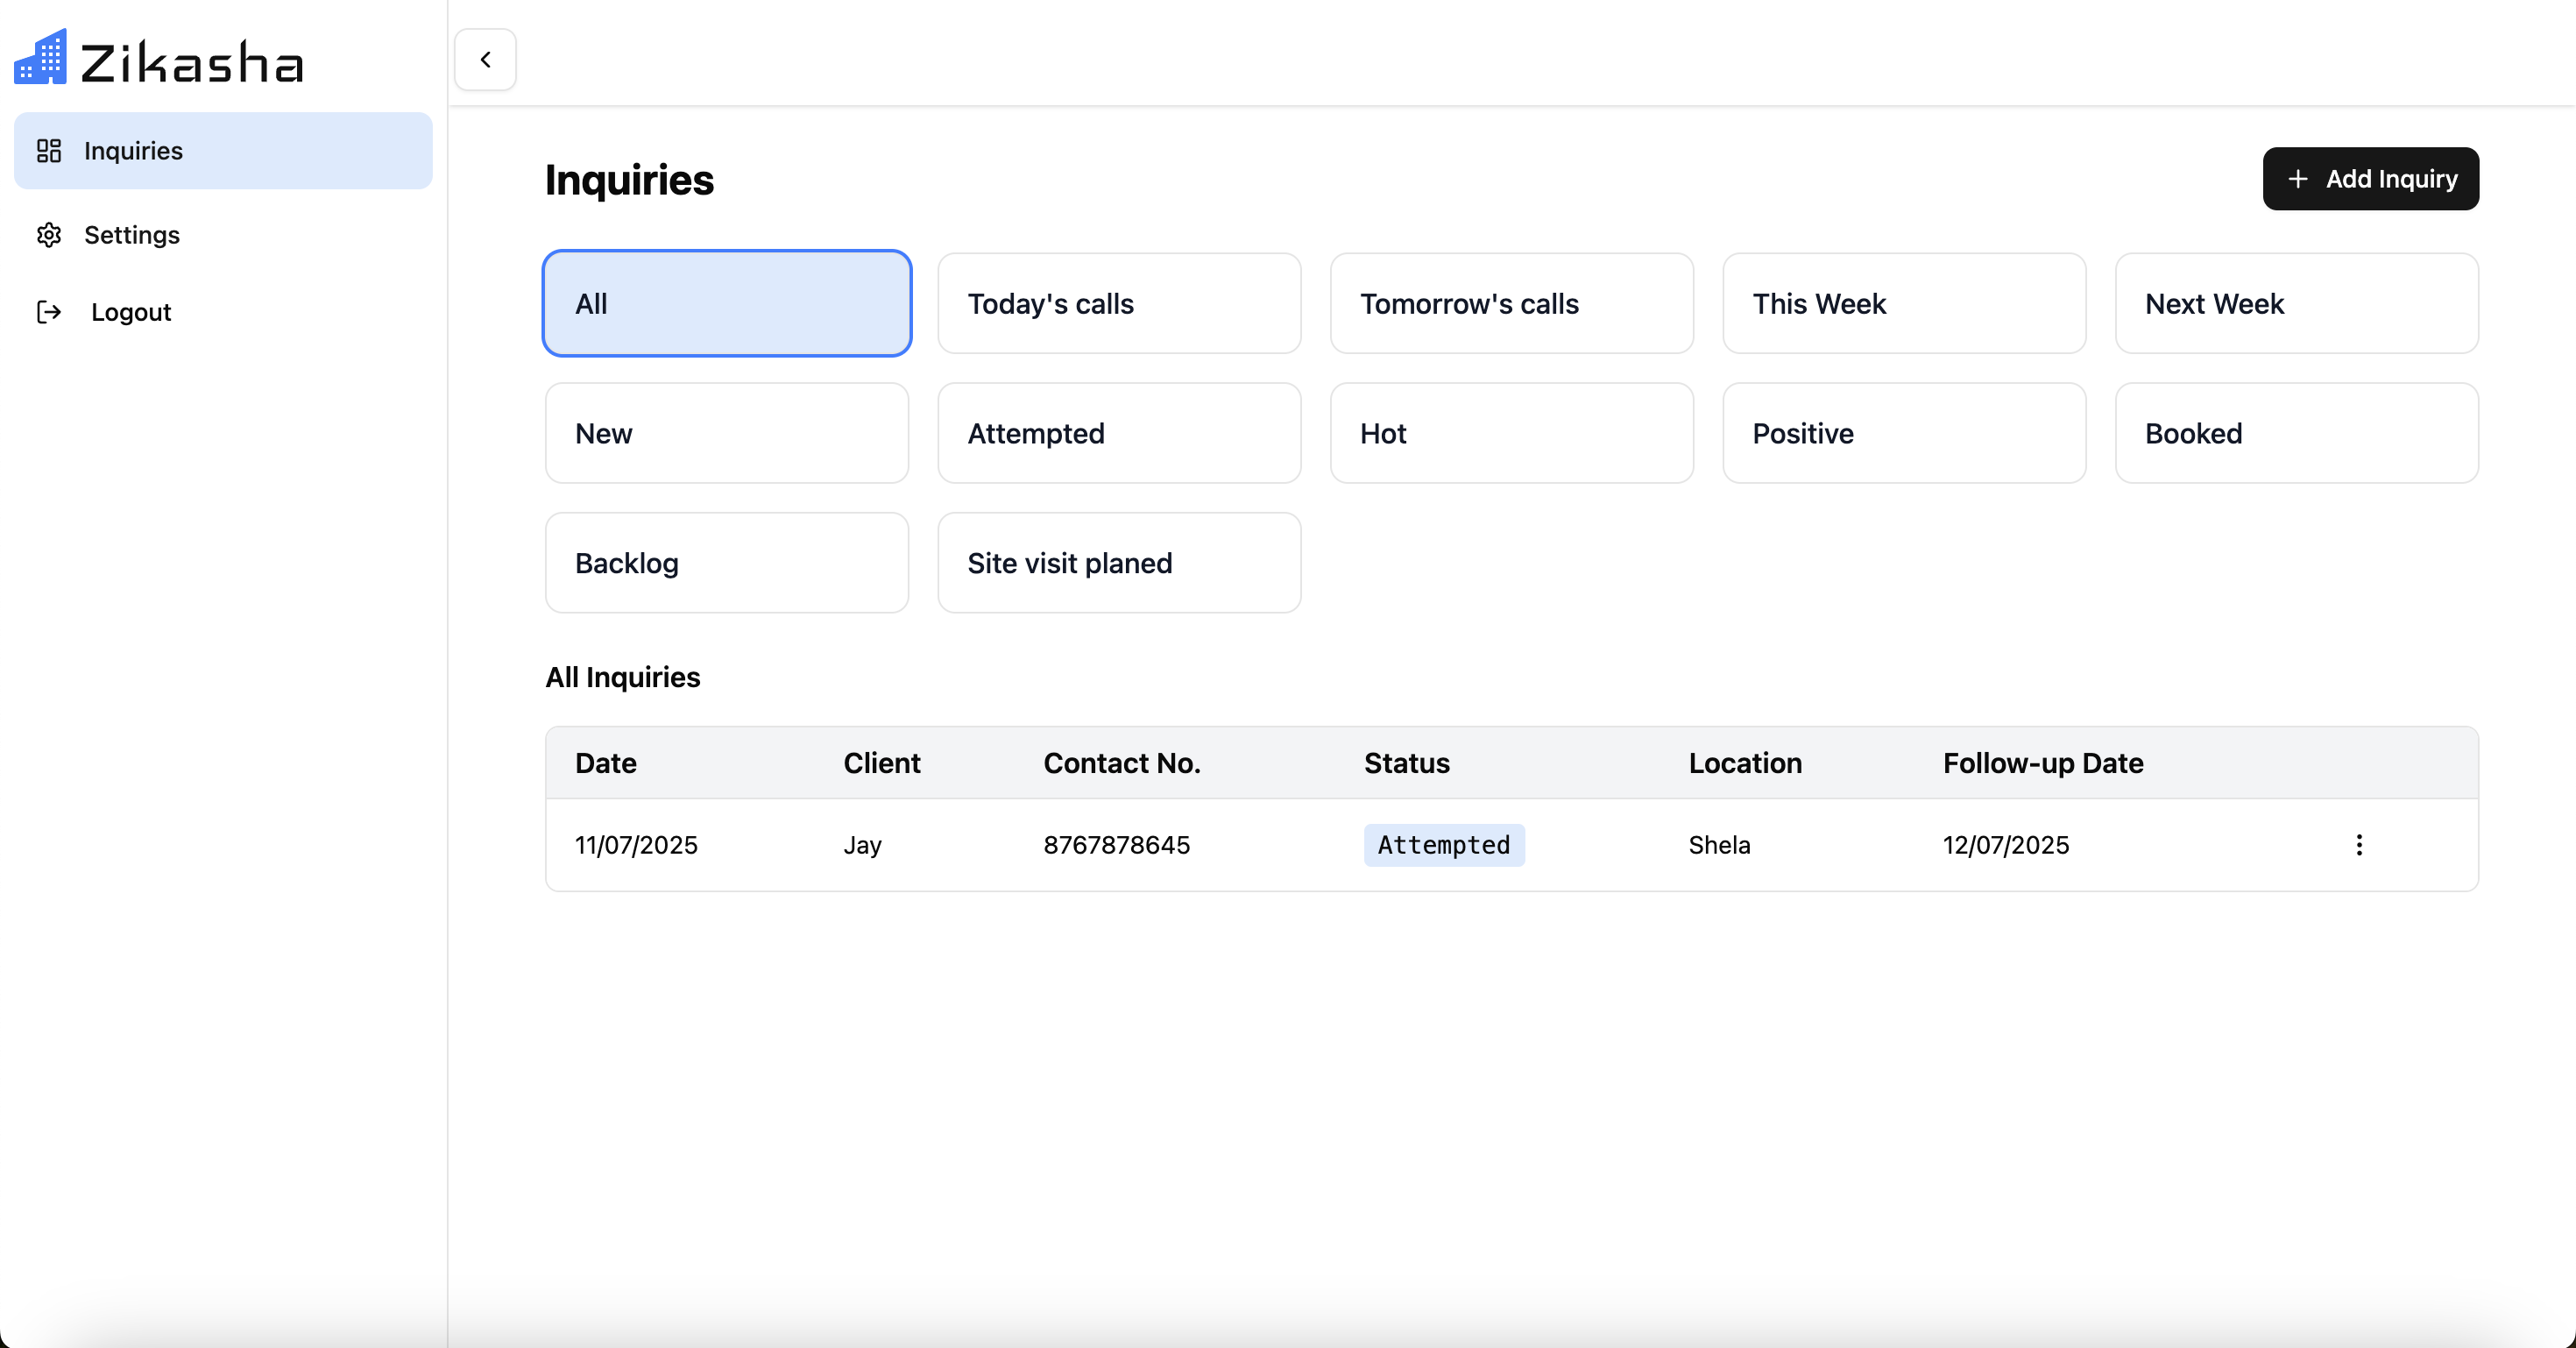 Zikasha
Inquiries
Settings
Logout
Inquiries
Add Inquiry
All
Today's calls
Tomorrow's calls
This Week
Next Week
New
Attempted
Hot
Positive
Booked
Backlog
Site visit planed
All Inquiries
Date Client Contact No. Status Location Follow-up Date
11/07/2025 Jay 8767878645 Attempted Shela 12/07/2025